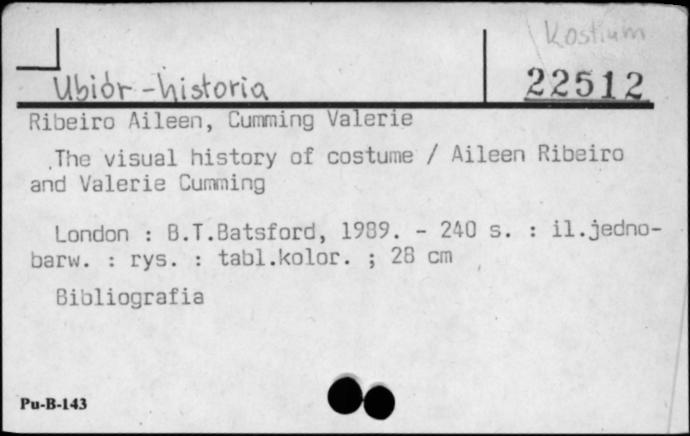 Kostium
Ubiór - historia 22512
Ribeiro Aileen, Cumming Valerie
The visual history of costume / Aileen Ribeiro
and Valerie Cumming
London : B.T.Batsford, 1989. - 240 s. : il.jedno-
barw. : rys. : tabl.kolor. ; 28 cm
Bibliografia
Pu-B-143